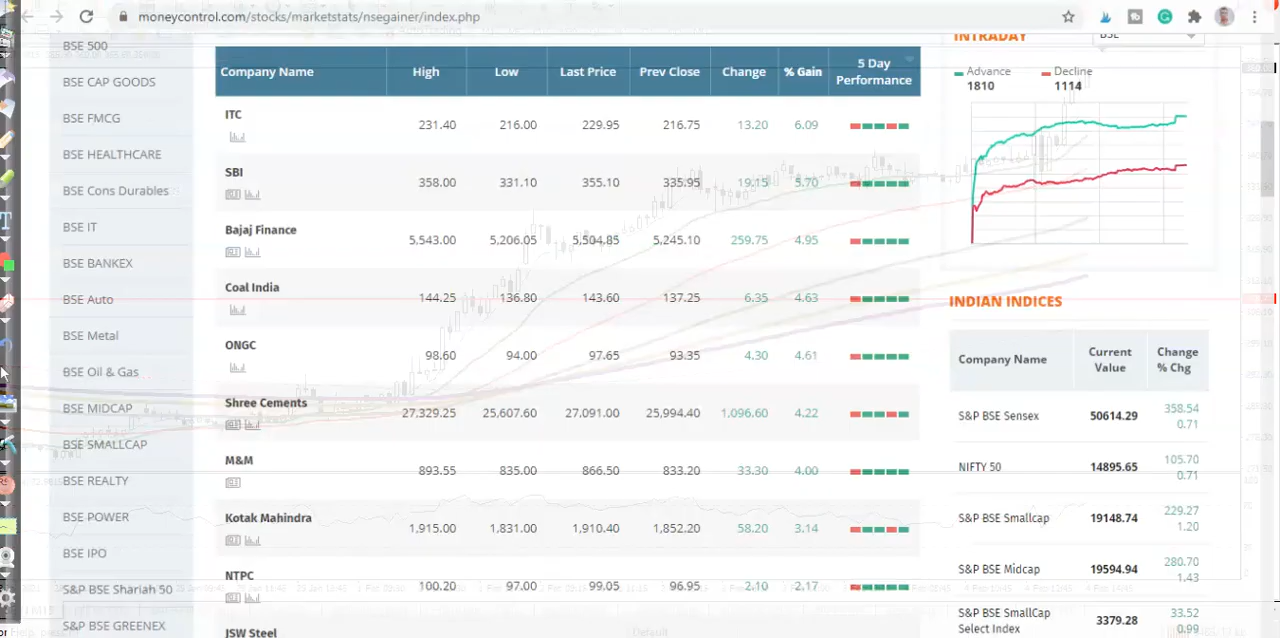 moneycontrol.com/stocks/marketstats/nsegainer/index.php
BSE 500
BSE CAP GOODS
BSE FMCG
BSE HEALTHCARE
BSE Cons Durables
BSE IT
BSE BANKEX
BSE Auto
BSE Metal
BSE Oil & Gas
BSE MIDCAP
BSE SMALLCAP
BSE REALTY
BSE POWER
BSE IPO
S&P BSE Shariah 50
S&P BSE GREENEX
Company Name High Low Last Price Prev Close Change % Gain 5 Day Performance
ITC 231.40 216.00 229.95 216.75 13.20 6.09
SBI 358.00 331.10 355.10 335.95 19.15 5.70
Bajaj Finance 5,543.00 5,206.05 5,504.85 5,245.10 259.75 4.95
Coal India 144.25 136.80 143.60 137.25 6.35 4.63
ONGC 98.60 94.00 97.65 93.35 4.30 4.61
Shree Cements 27,329.25 25,607.60 27,091.00 25,994.40 1,096.60 4.22
M&M 893.55 835.00 866.50 833.20 33.30 4.00
Kotak Mahindra 1,915.00 1,831.00 1,910.40 1,852.20 58.20 3.14
NTPC 100.20 97.00 99.05 96.95 2.10 2.17
JSW Steel
INTRADAY BSE
Advance Decline
1810 1114
INDIAN INDICES
Company Name Current Value Change % Chg
S&P BSE Sensex 50614.29 358.54 0.71
NIFTY 50 14895.65 105.70 0.71
S&P BSE Smallcap 19148.74 229.27 1.20
S&P BSE Midcap 19594.94 280.70 1.43
S&P BSE SmallCap Select Index 3379.28 33.52 0.99
Default